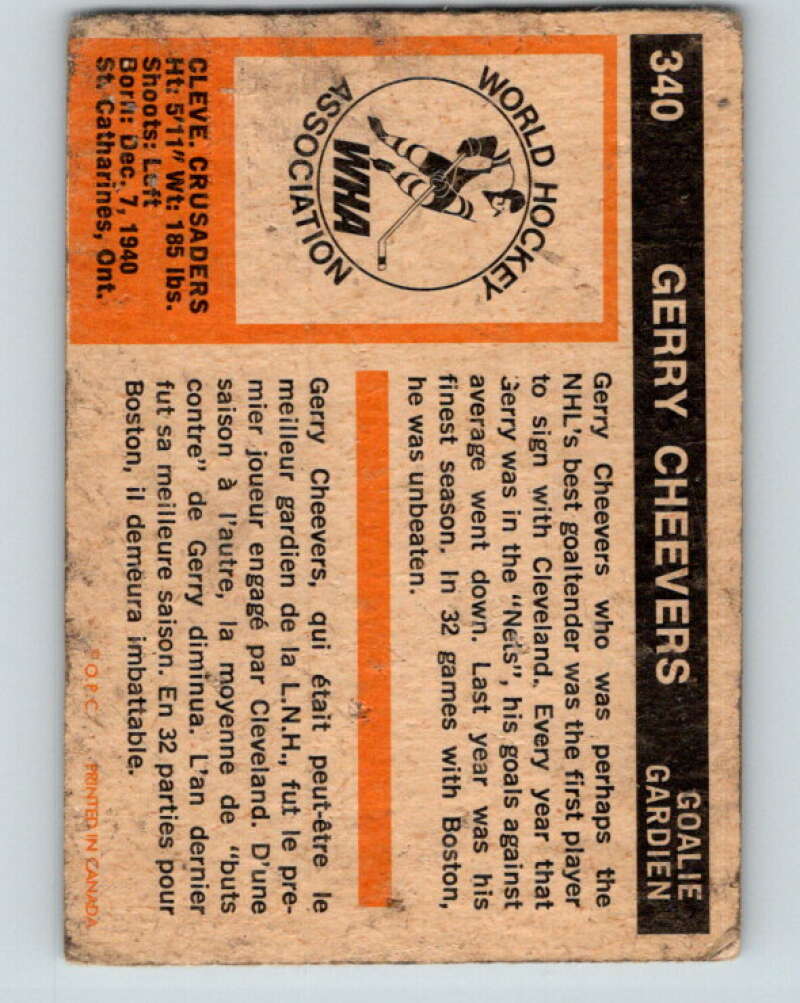 340 GERRY CHEEVERS GOALIE
GARDIEN
WORLD HOCKEY
ASSOCIATION
WHA
CLEVE. CRUSADERS
Ht: 5'11" Wt: 185 lbs.
Shoots: Left
Born: Dec. 7, 1940
St. Catharines, Ont.
Gerry Cheevers who was perhaps the
NHL's best goaltender was the first player
to sign with Cleveland. Every year that
Gerry was in the "Nets", his goals against
average went down. Last year was his
finest season. In 32 games with Boston,
he was unbeaten.
Gerry Cheevers, qui était peut-être le
meilleur gardien de la L.N.H., fut le pre-
mier joueur engagé par Cleveland. D'une
saison à l'autre, la moyenne de "buts
contre" de Gerry diminua. L'an dernier
fut sa meilleure saison. En 32 parties pour
Boston, il demeura imbattable.
© O.P.C. PRINTED IN CANADA